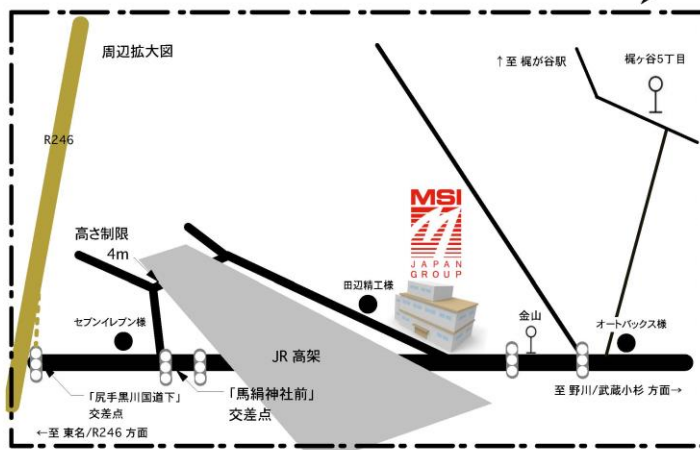 周辺拡大図
↑至 梶が谷駅
梶ヶ谷5丁目
R246
MSI
JAPAN
GROUP
高さ制限
4m
田辺精工様
セブンイレブン様
金山
オートバックス様
JR 高架
「尻手黒川国道下」
交差点
「馬絹神社前」
交差点
至 野川/武蔵小杉 方面→
←至 東名/R246 方面